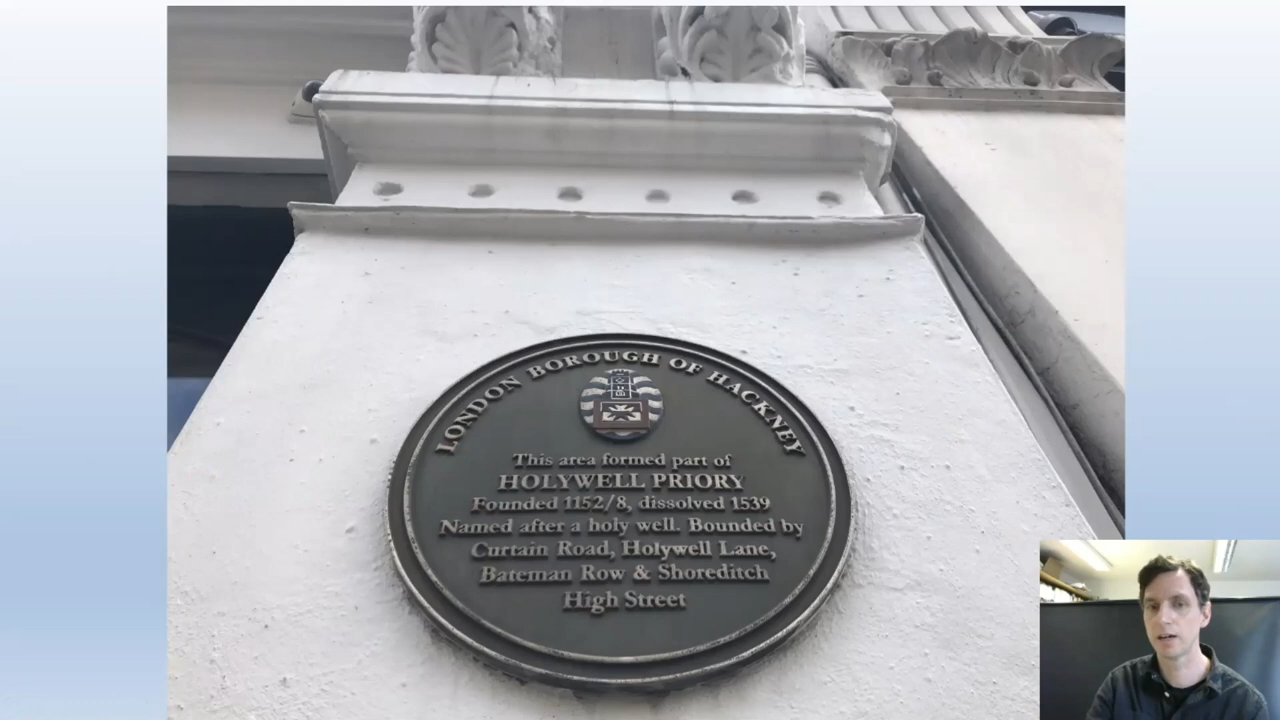 LONDON BOROUGH OF HACKNEY
This area formed part of
HOLYWELL PRIORY
Founded 1152/8, dissolved 1539
Named after a holy well. Bounded by
Curtain Road, Holywell Lane,
Bateman Row & Shoreditch
High Street